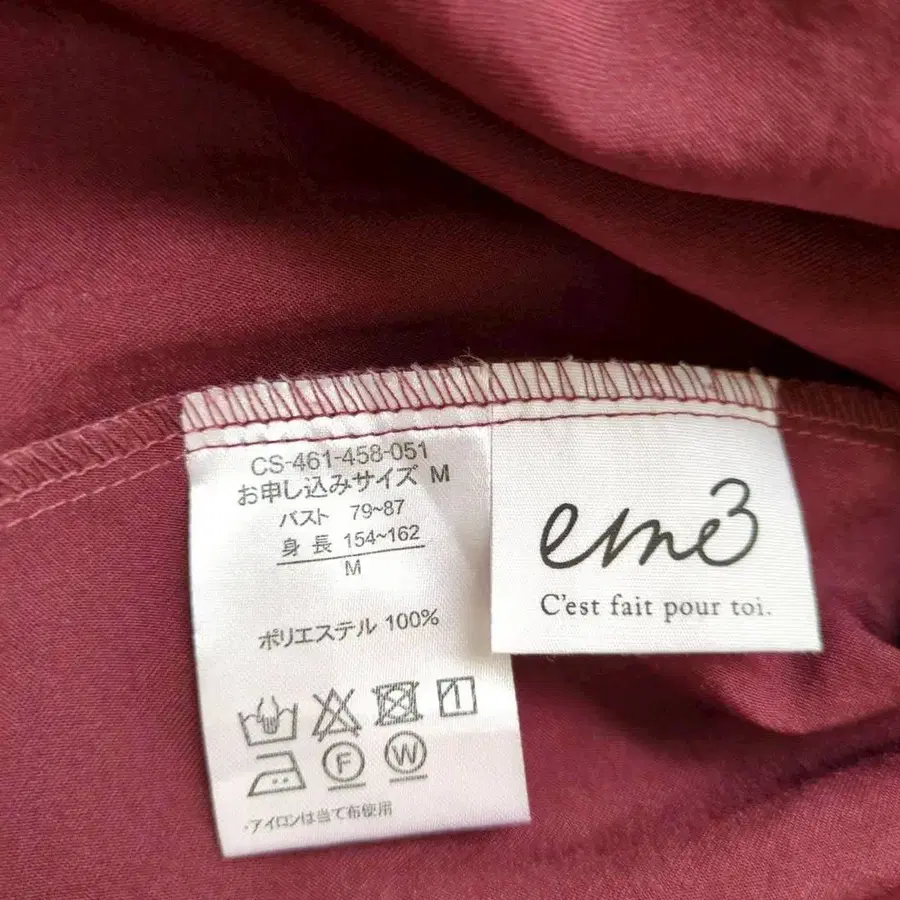 CS-461-458-051
お申し込みサイズ M
バスト 79~87
身 長 154~162
M
ポリエステル 100%
F W
・アイロンは当て布使用
eme3
C'est fait pour toi.